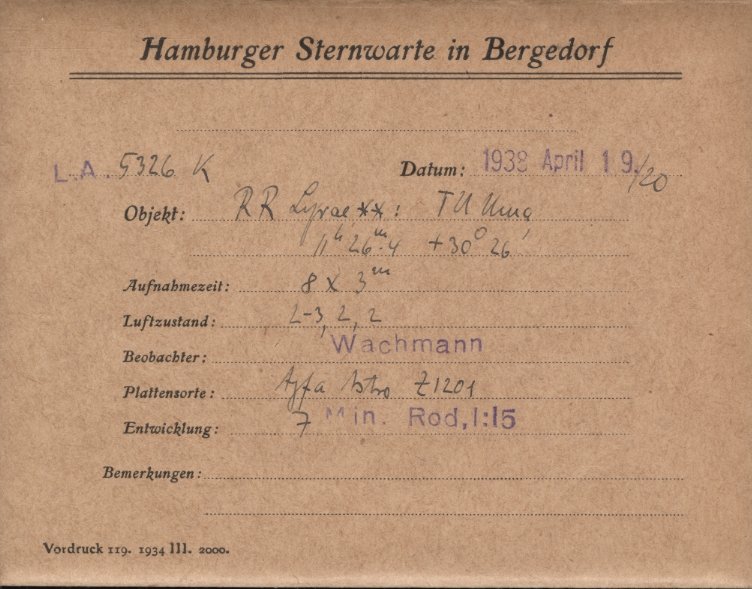 Hamburger Sternwarte in Bergedorf
L.A. 5326 K Datum: 1938 April 19./20
Objekt: RR Lyrae **: TU Uma
11h 26m.4 +30° 26'
Aufnahmezeit: 8 x 3m
Luftzustand: 2-3, 2, 2
Beobachter: Wachmann
Plattensorte: Agfa Astro Z1201
Entwicklung: 7 Min. Rod, 1:15
Bemerkungen:
Vordruck 119. 1934 III. 2000.